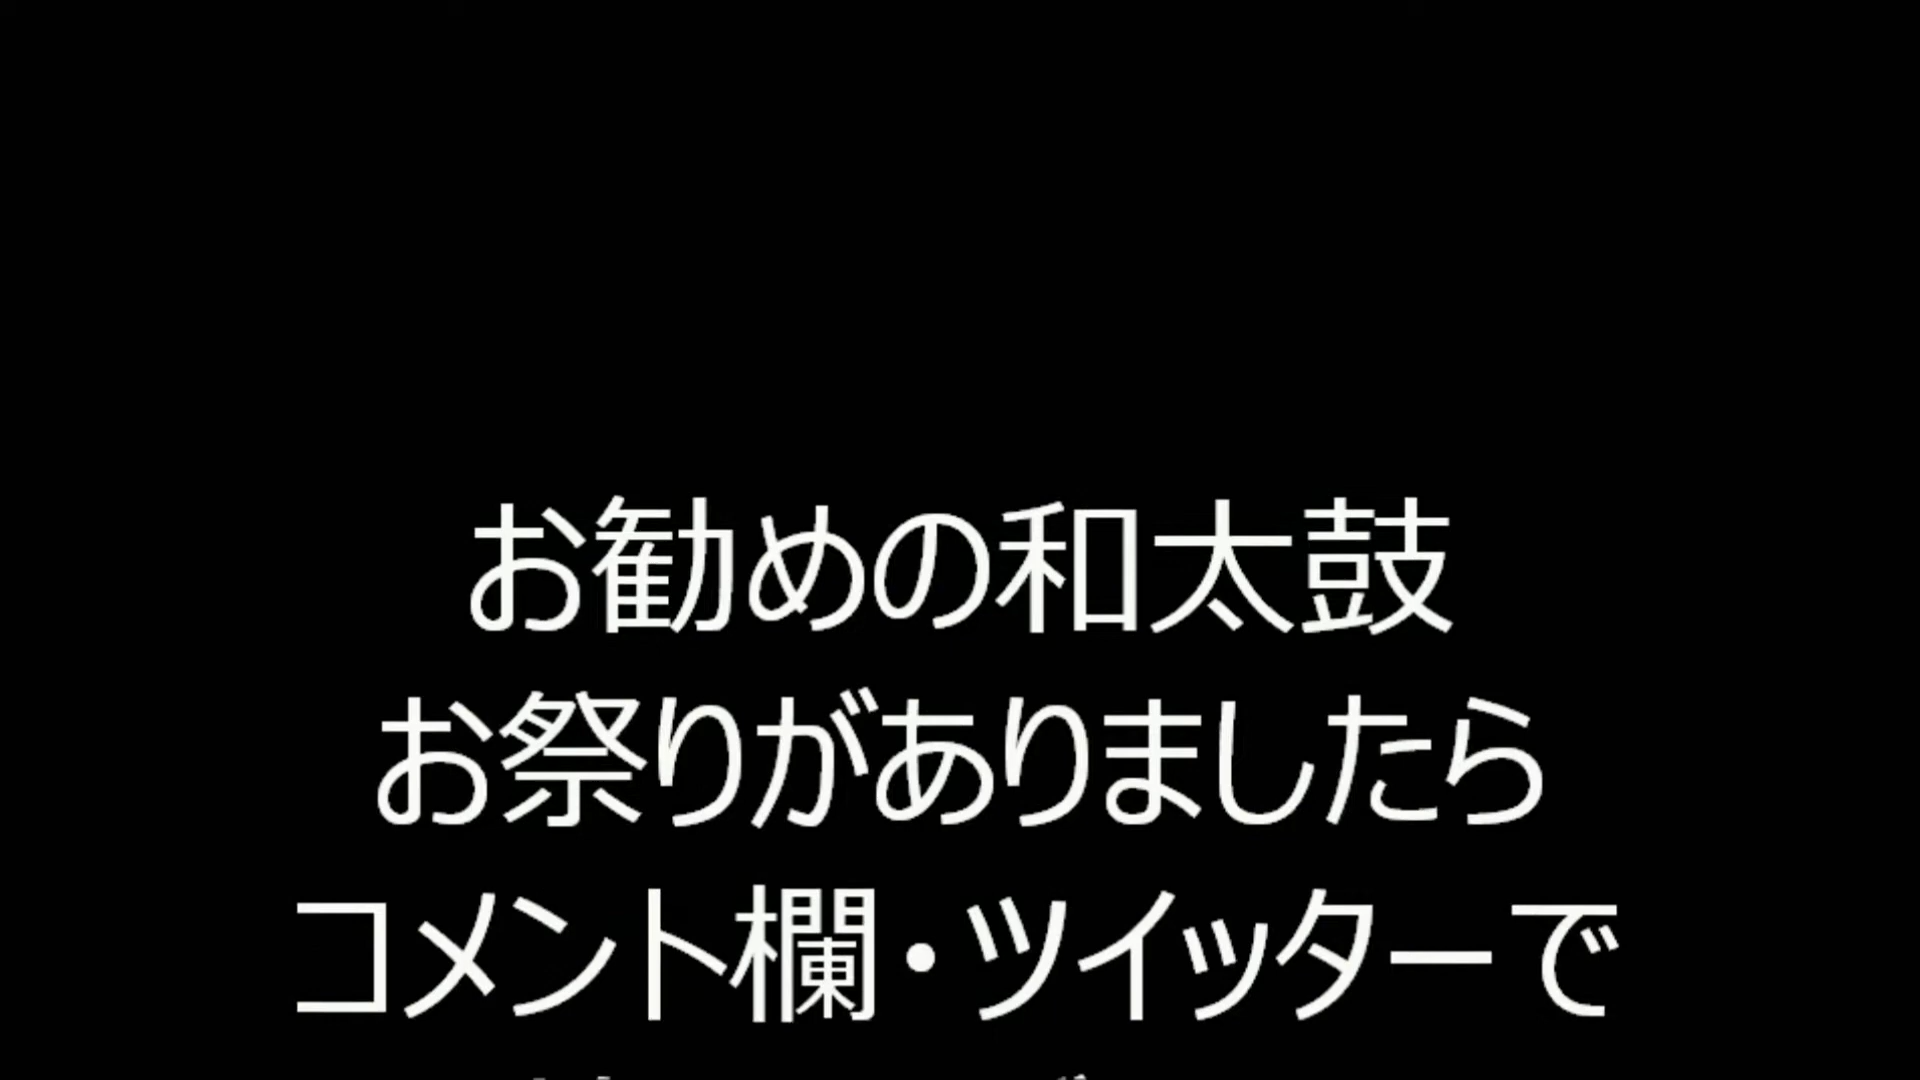 お勧めの和太鼓
お祭りがありましたら
コメント欄・ツイッターで